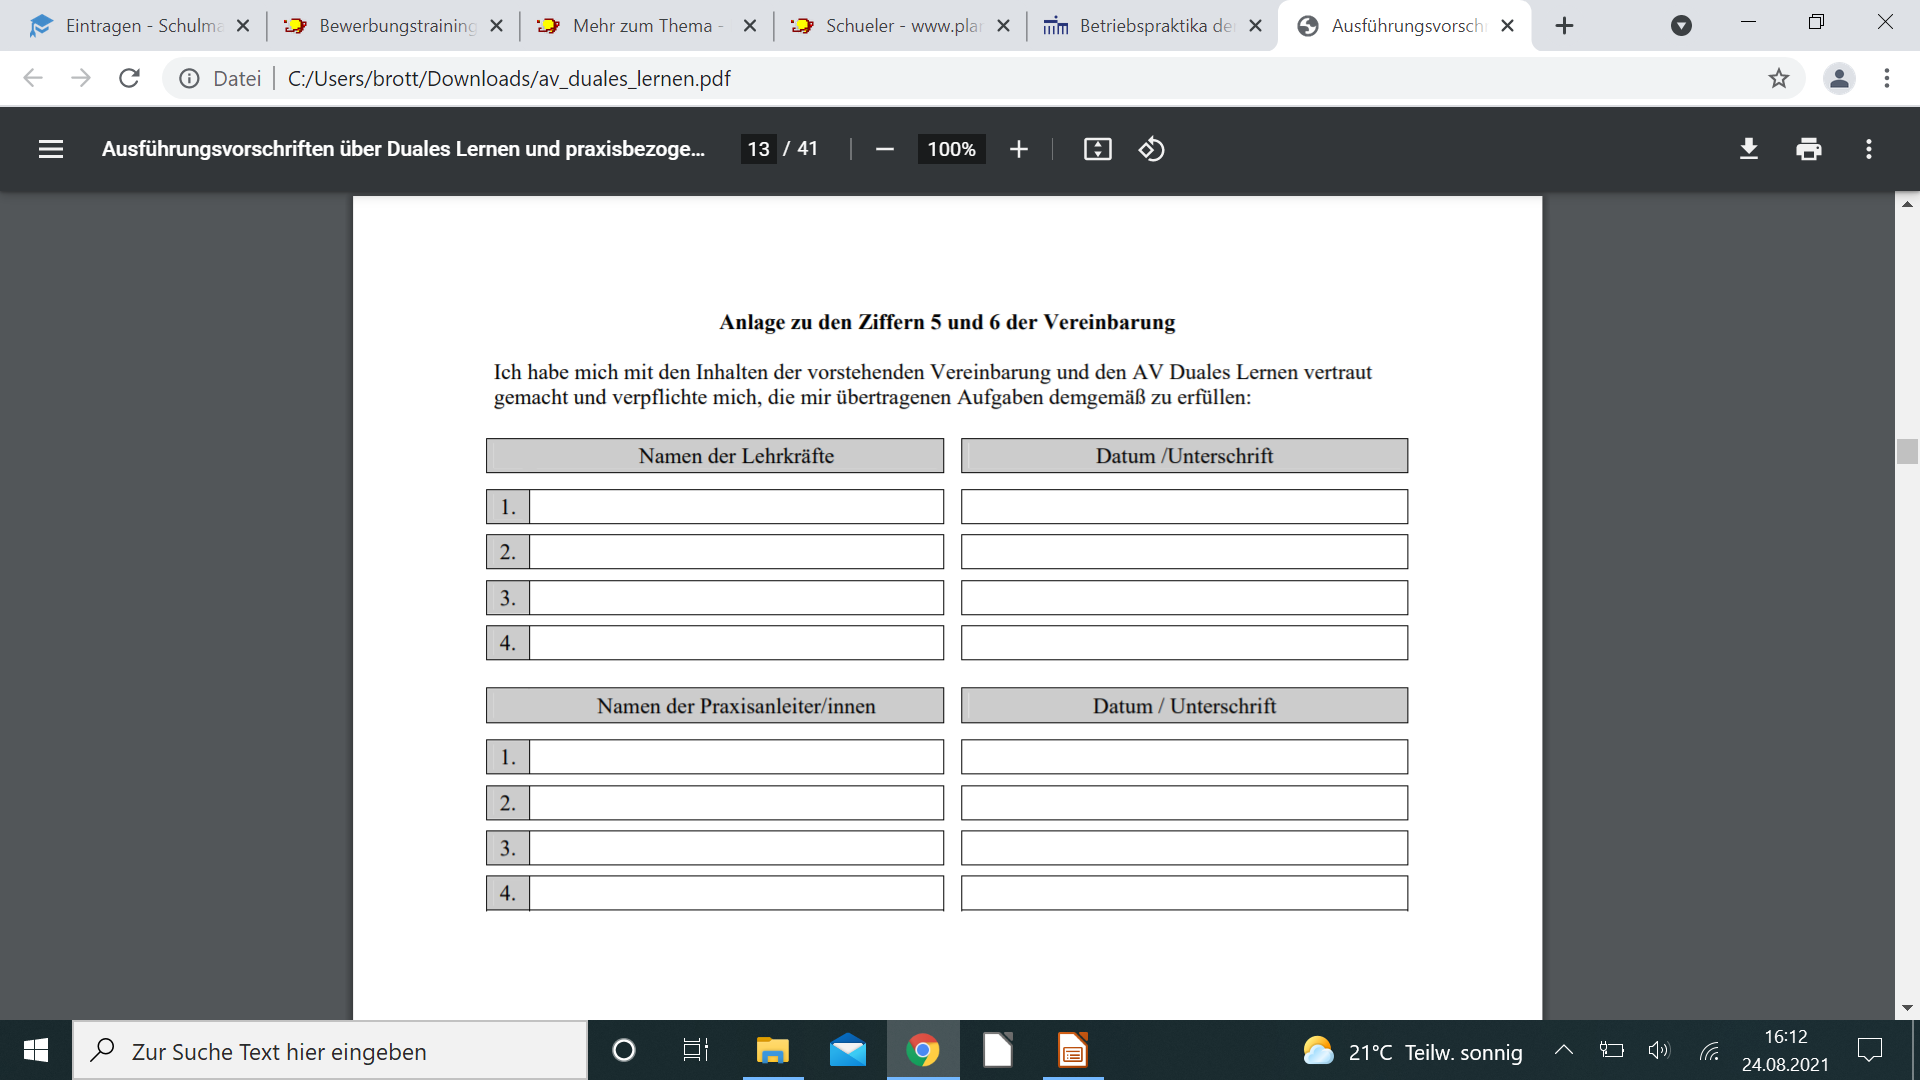 Eintragen - Schulma
Bewerbungstraining
Mehr zum Thema -
Schueler - www.plan
Betriebspraktika de
Ausführungsvorschr
Datei
C:/Users/brott/Downloads/av_duales_lernen.pdf
Ausführungsvorschriften über Duales Lernen und praxisbezoge...
13 / 41
100%
Anlage zu den Ziffern 5 und 6 der Vereinbarung
Ich habe mich mit den Inhalten der vorstehenden Vereinbarung und den AV Duales Lernen vertraut
gemacht und verpflichte mich, die mir übertragenen Aufgaben demgemäß zu erfüllen:
Namen der Lehrkräfte
Datum /Unterschrift
1.
2.
3.
4.
Namen der Praxisanleiter/innen
Datum / Unterschrift
1.
2.
3.
4.
Zur Suche Text hier eingeben
21°C Teilw. sonnig
16:12
24.08.2021